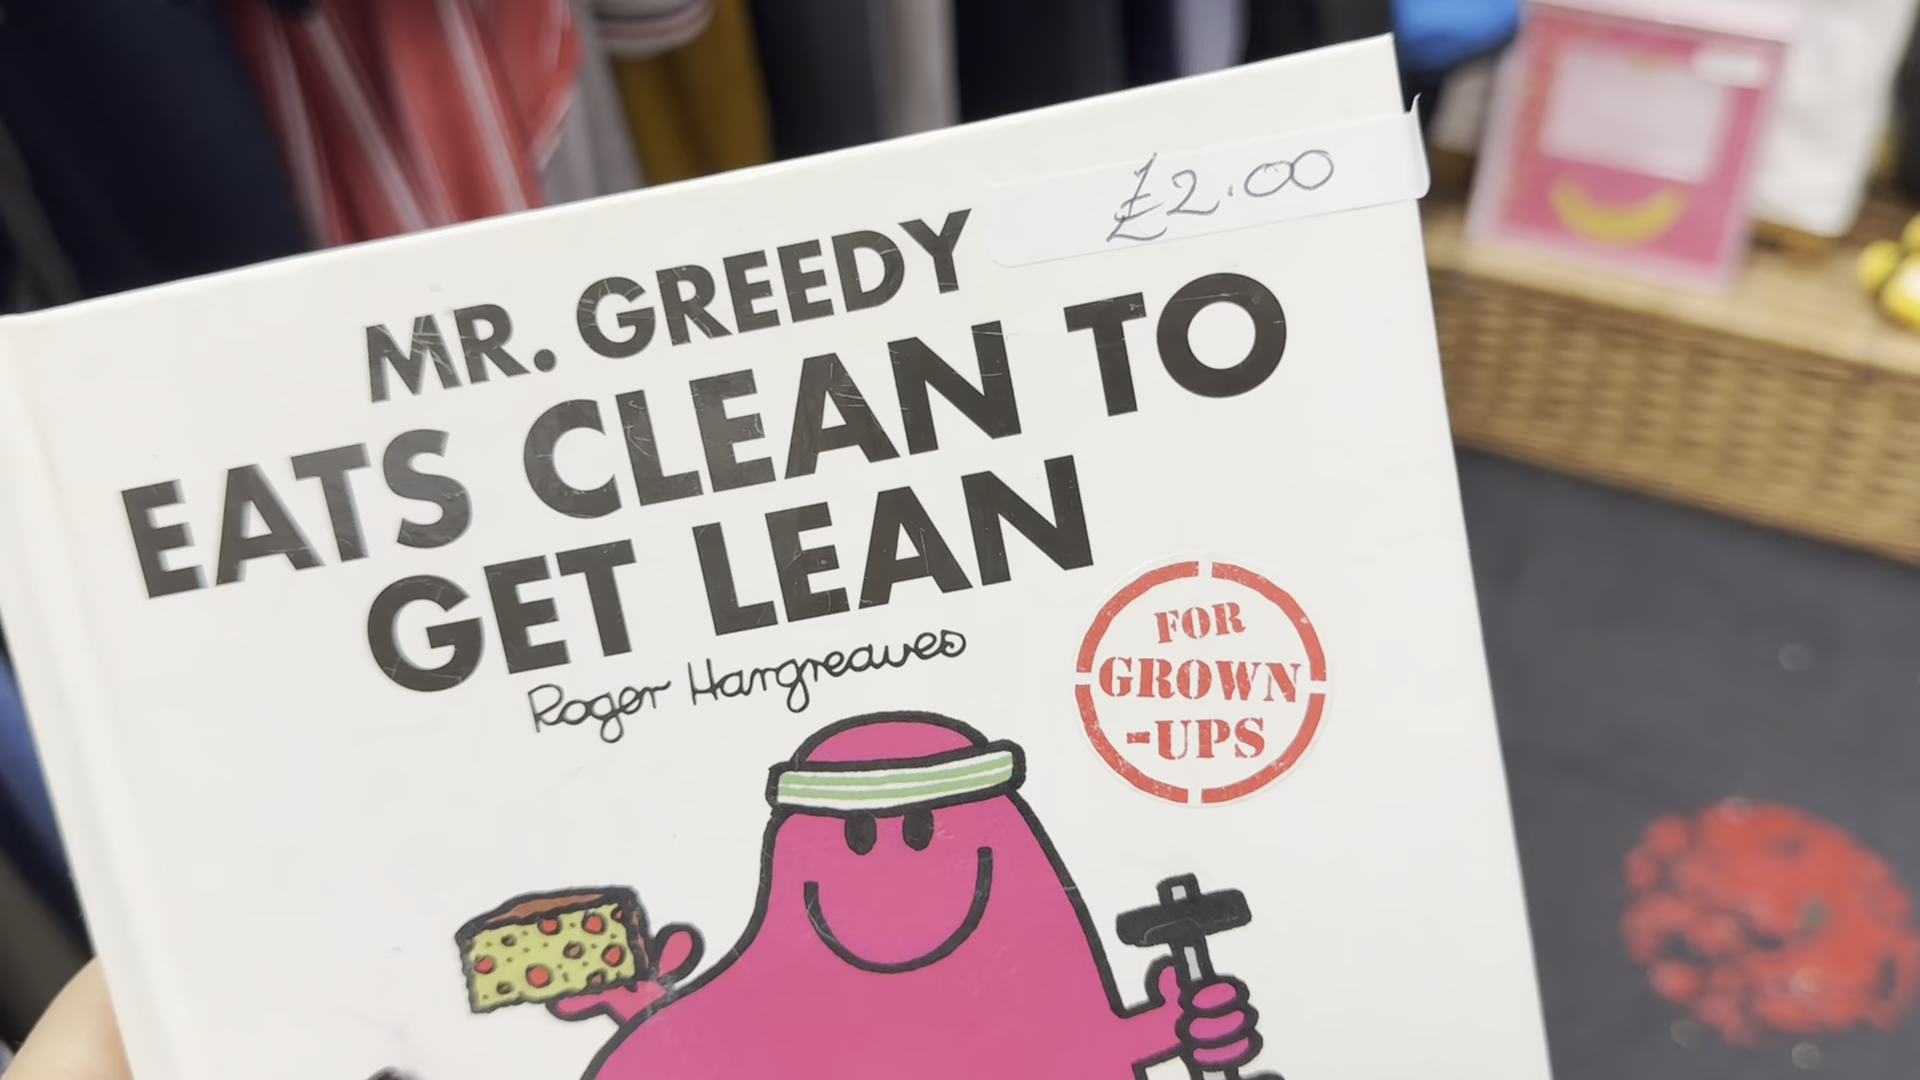 £2.00
MR. GREEDY
EATS CLEAN TO
GET LEAN
Roger Hargreaves
FOR
GROWN
-UPS